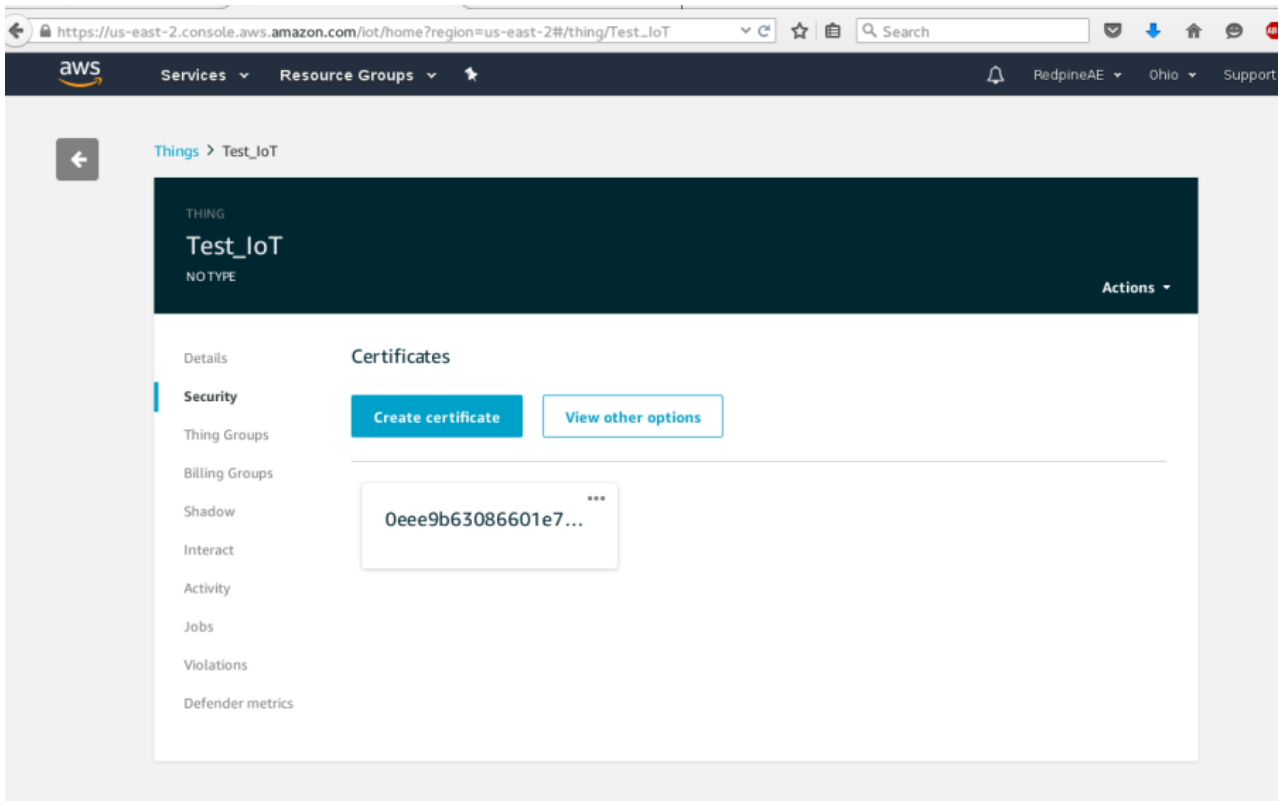 https://us-east-2.console.aws.amazon.com/iot/home?region=us-east-2#/thing/Test_IoT Search
aws Services Resource Groups RedpineAE Ohio Support
Things > Test_IoT
THING
Test_IoT
NO TYPE
Actions
Details
Security
Thing Groups
Billing Groups
Shadow
Interact
Activity
Jobs
Violations
Defender metrics
Certificates
Create certificate View other options
0eee9b63086601e7...